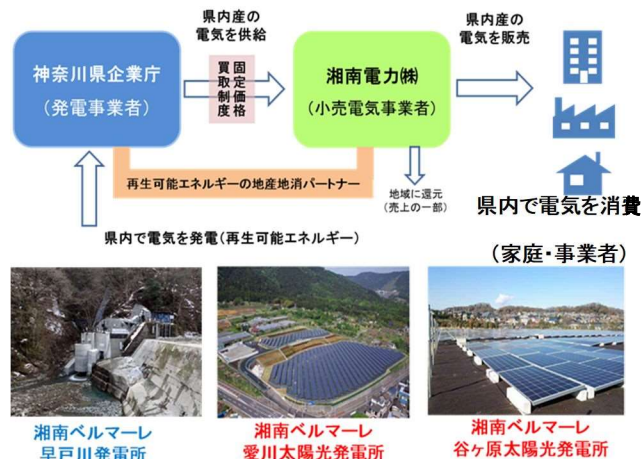 県内産の
電気を供給
県内産の
電気を販売
神奈川県企業庁
(発電事業者)
固定価格
買取制度
湘南電力㈱
(小売電気事業者)
再生可能エネルギーの地産地消パートナー
地域に還元
(売上の一部)
県内で電気を消費
(家庭・事業者)
県内で電気を発電(再生可能エネルギー)
湘南ベルマーレ
早戸川発電所
湘南ベルマーレ
愛川太陽光発電所
湘南ベルマーレ
谷ヶ原太陽光発電所